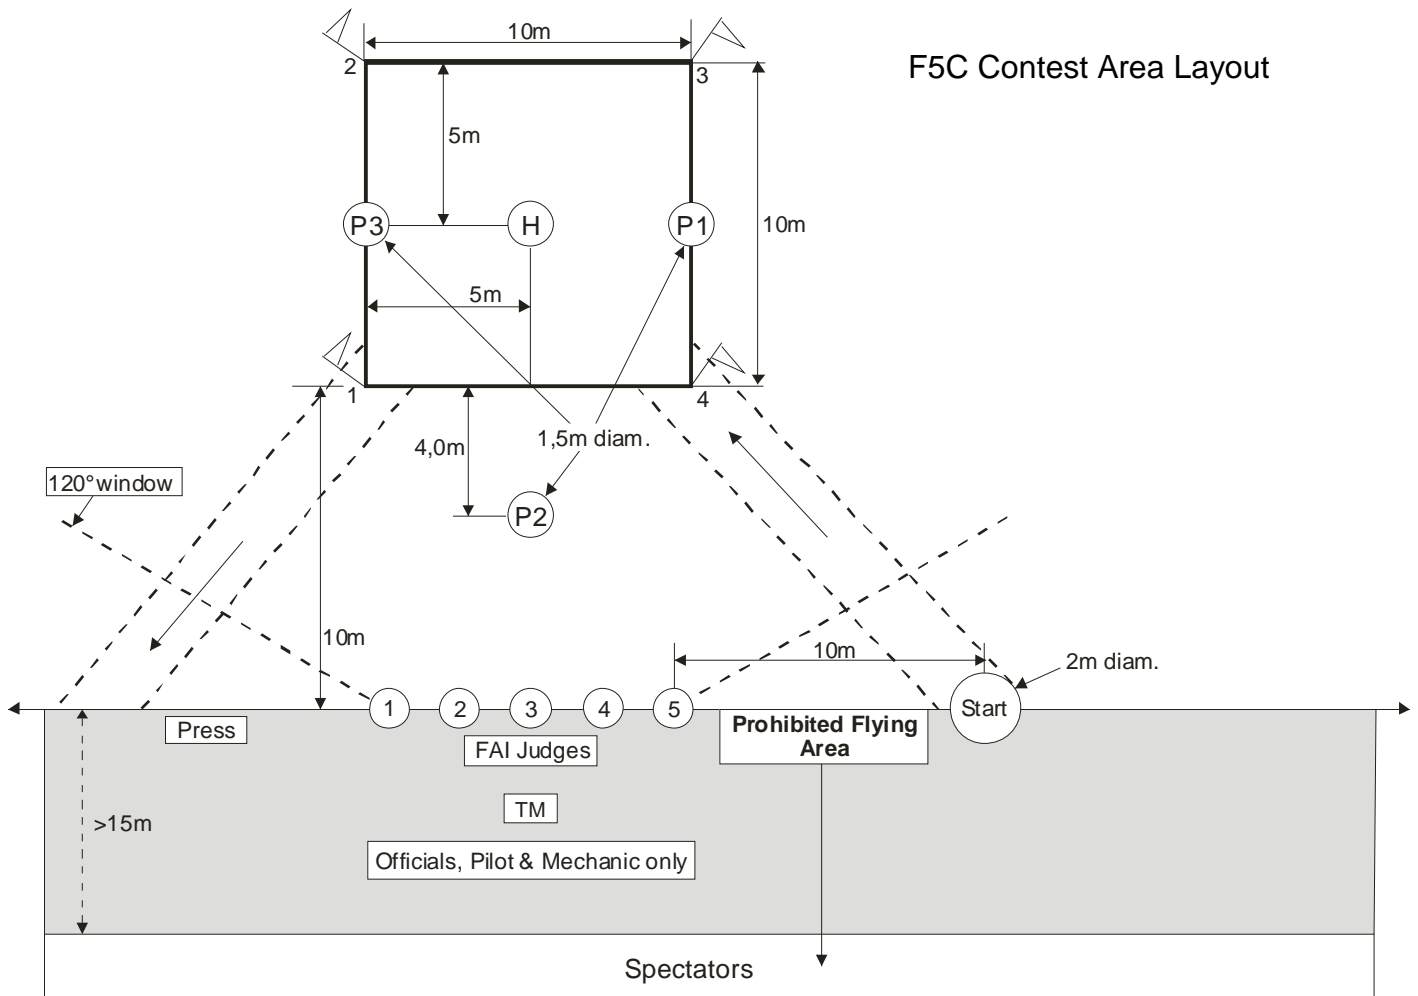 10m
F5C Contest Area Layout
2
3
5m
P3
H
P1
10m
5m
1
4
4,0m
1,5m diam.
120°window
P2
10m
10m
2m diam.
1
2
3
4
5
Start
Press
FAI Judges
Prohibited Flying
Area
TM
>15m
Officials, Pilot & Mechanic only
Spectators